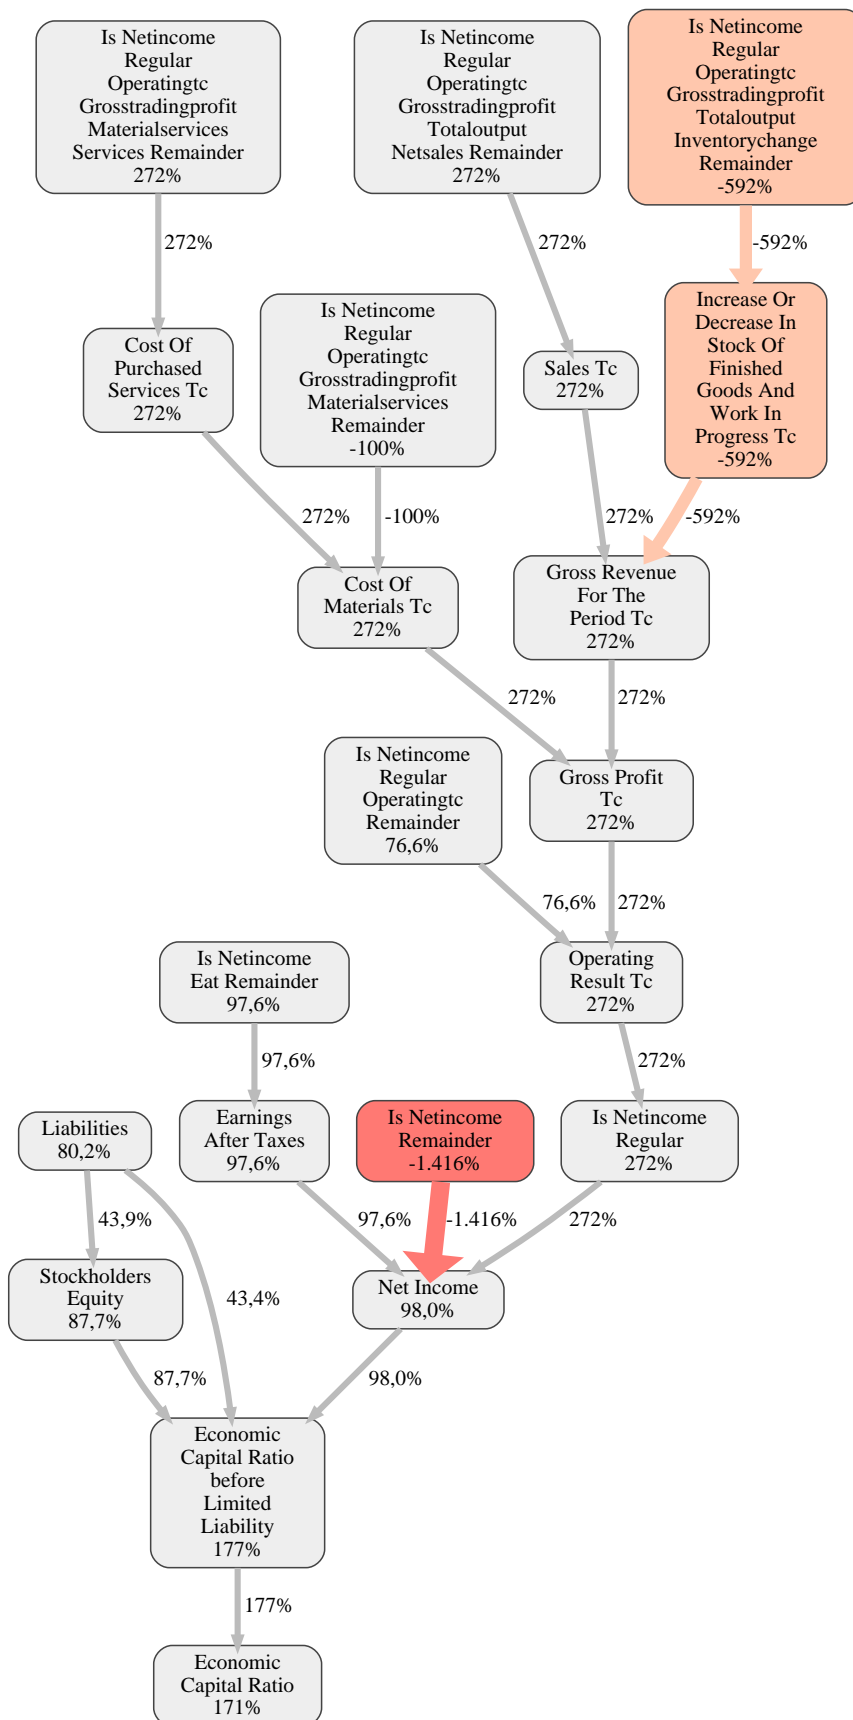 Is Netincome
Regular
Operatingtc
Grosstradingprofit
Materialservices
Services Remainder
272%
Is Netincome
Regular
Operatingtc
Grosstradingprofit
Totaloutput
Netsales Remainder
272%
Is Netincome
Regular
Operatingtc
Grosstradingprofit
Totaloutput
Inventorychange
Remainder
-592%
272%
272%
-592%
Cost Of
Purchased
Services Tc
272%
Is Netincome
Regular
Operatingtc
Grosstradingprofit
Materialservices
Remainder
-100%
Sales Tc
272%
Increase Or
Decrease In
Stock Of
Finished
Goods And
Work In
Progress Tc
-592%
272%
-100%
272%
-592%
Cost Of
Materials Tc
272%
Gross Revenue
For The
Period Tc
272%
272%
272%
Is Netincome
Regular
Operatingtc
Remainder
76,6%
Gross Profit
Tc
272%
76,6%
272%
Is Netincome
Eat Remainder
97,6%
Operating
Result Tc
272%
97,6%
272%
Liabilities
80,2%
Earnings
After Taxes
97,6%
Is Netincome
Remainder
-1.416%
Is Netincome
Regular
272%
43,9%
97,6%
-1.416%
272%
Stockholders
Equity
87,7%
43,4%
Net Income
98,0%
87,7%
98,0%
Economic
Capital Ratio
before
Limited
Liability
177%
177%
Economic
Capital Ratio
171%